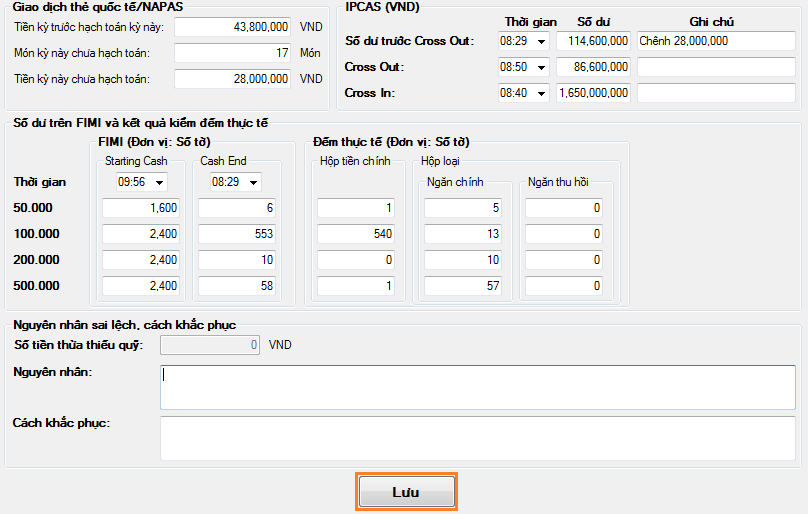 Giao dịch thẻ quốc tế/NAPAS
Tiền kỳ trước hạch toán kỳ này: 43,800,000 VND
Món kỳ này chưa hạch toán: 17 Món
Tiền kỳ này chưa hạch toán: 28,000,000 VND
IPCAS (VND)
Thời gian Số dư Ghi chú
Số dư trước Cross Out: 08:29 114,600,000 Chênh 28,000,000
Cross Out: 08:50 86,600,000
Cross In: 08:40 1,650,000,000
Số dư trên FIMI và kết quả kiểm đếm thực tế
FIMI (Đơn vị: Số tờ) Đếm thực tế (Đơn vị: Số tờ)
Starting Cash Cash End Hộp tiền chính Hộp loại
Thời gian 09:56 08:29 Ngăn chính Ngăn thu hồi
50.000 1,600 6 1 5 0
100.000 2,400 553 540 13 0
200.000 2,400 10 0 10 0
500.000 2,400 58 1 57 0
Nguyên nhân sai lệch, cách khắc phục
Số tiền thừa thiếu quỹ: 0 VND
Nguyên nhân:
Cách khắc phục:
Lưu